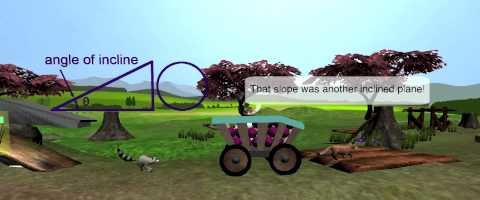 angle of incline
θ
That slope was another inclined plane!